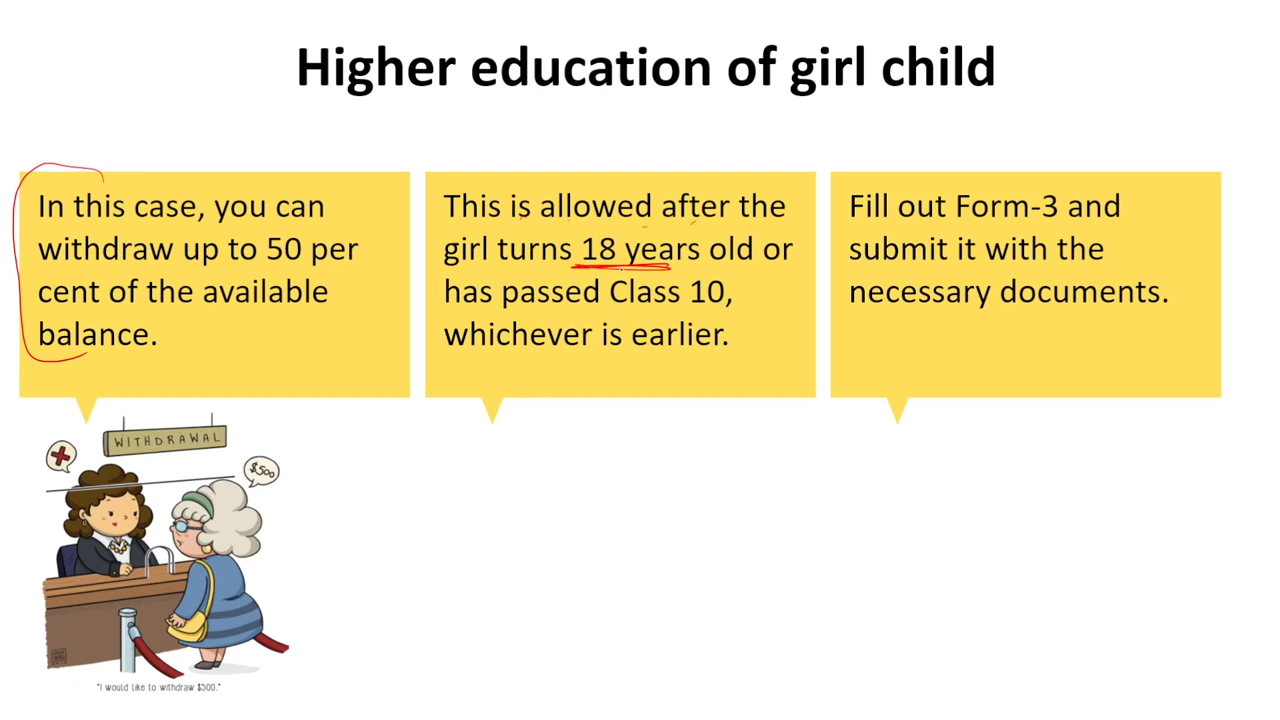 Higher education of girl child
In this case, you can
withdraw up to 50 per
cent of the available
balance.
This is allowed after the
girl turns 18 years old or
has passed Class 10,
whichever is earlier.
Fill out Form-3 and
submit it with the
necessary documents.
WITHDRAWAL
$500
"I would like to withdraw $500."